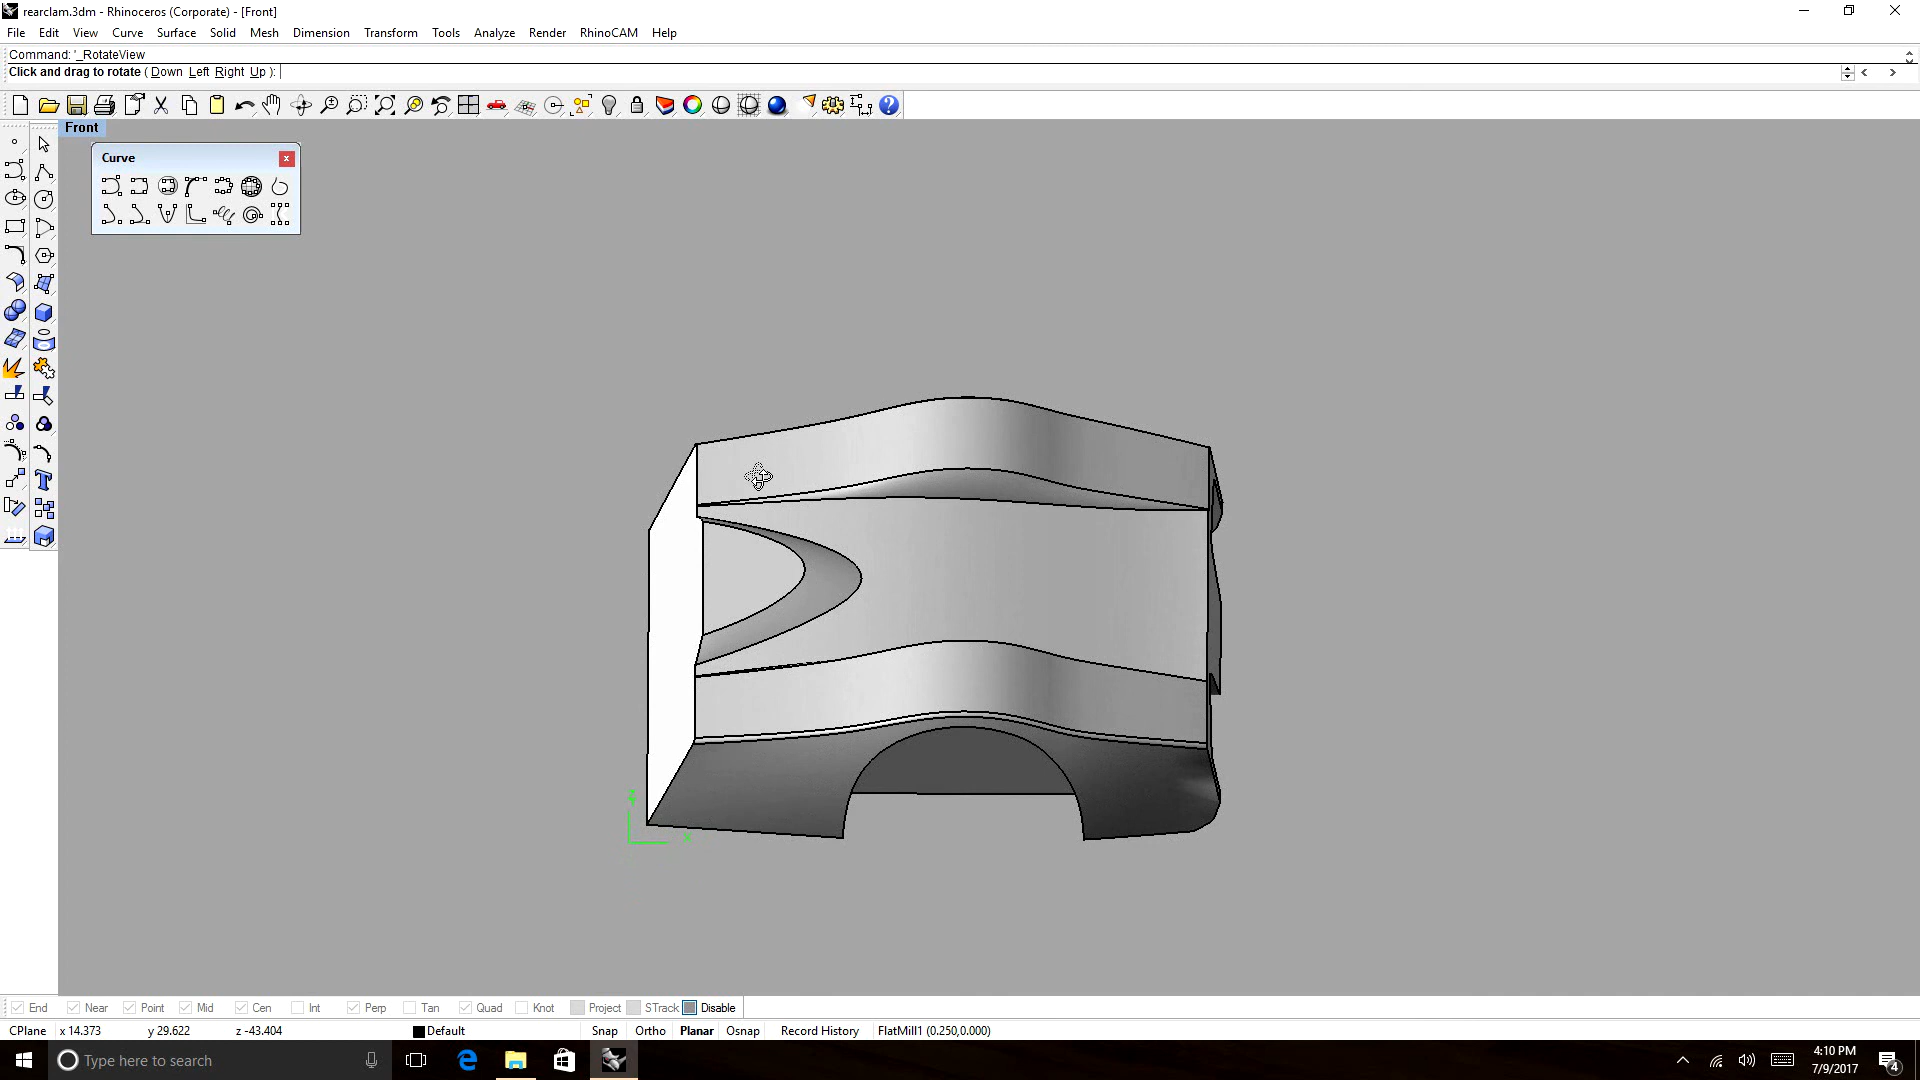 rearclam.3dm - Rhinoceros (Corporate) - [Front]
File Edit View Curve Surface Solid Mesh Dimension Transform Tools Analyze Render RhinoCAM Help
Command: '_RotateView
Click and drag to rotate ( Down Left Right Up ):
Front
Curve
End Near Point Mid Cen Int Perp Tan Quad Knot Project STrack Disable
CPlane x 14.373 y 29.622 z -43.404 Default Snap Ortho Planar Osnap Record History FlatMill1 (0.250,0.000)
Type here to search
4:10 PM
7/9/2017
4